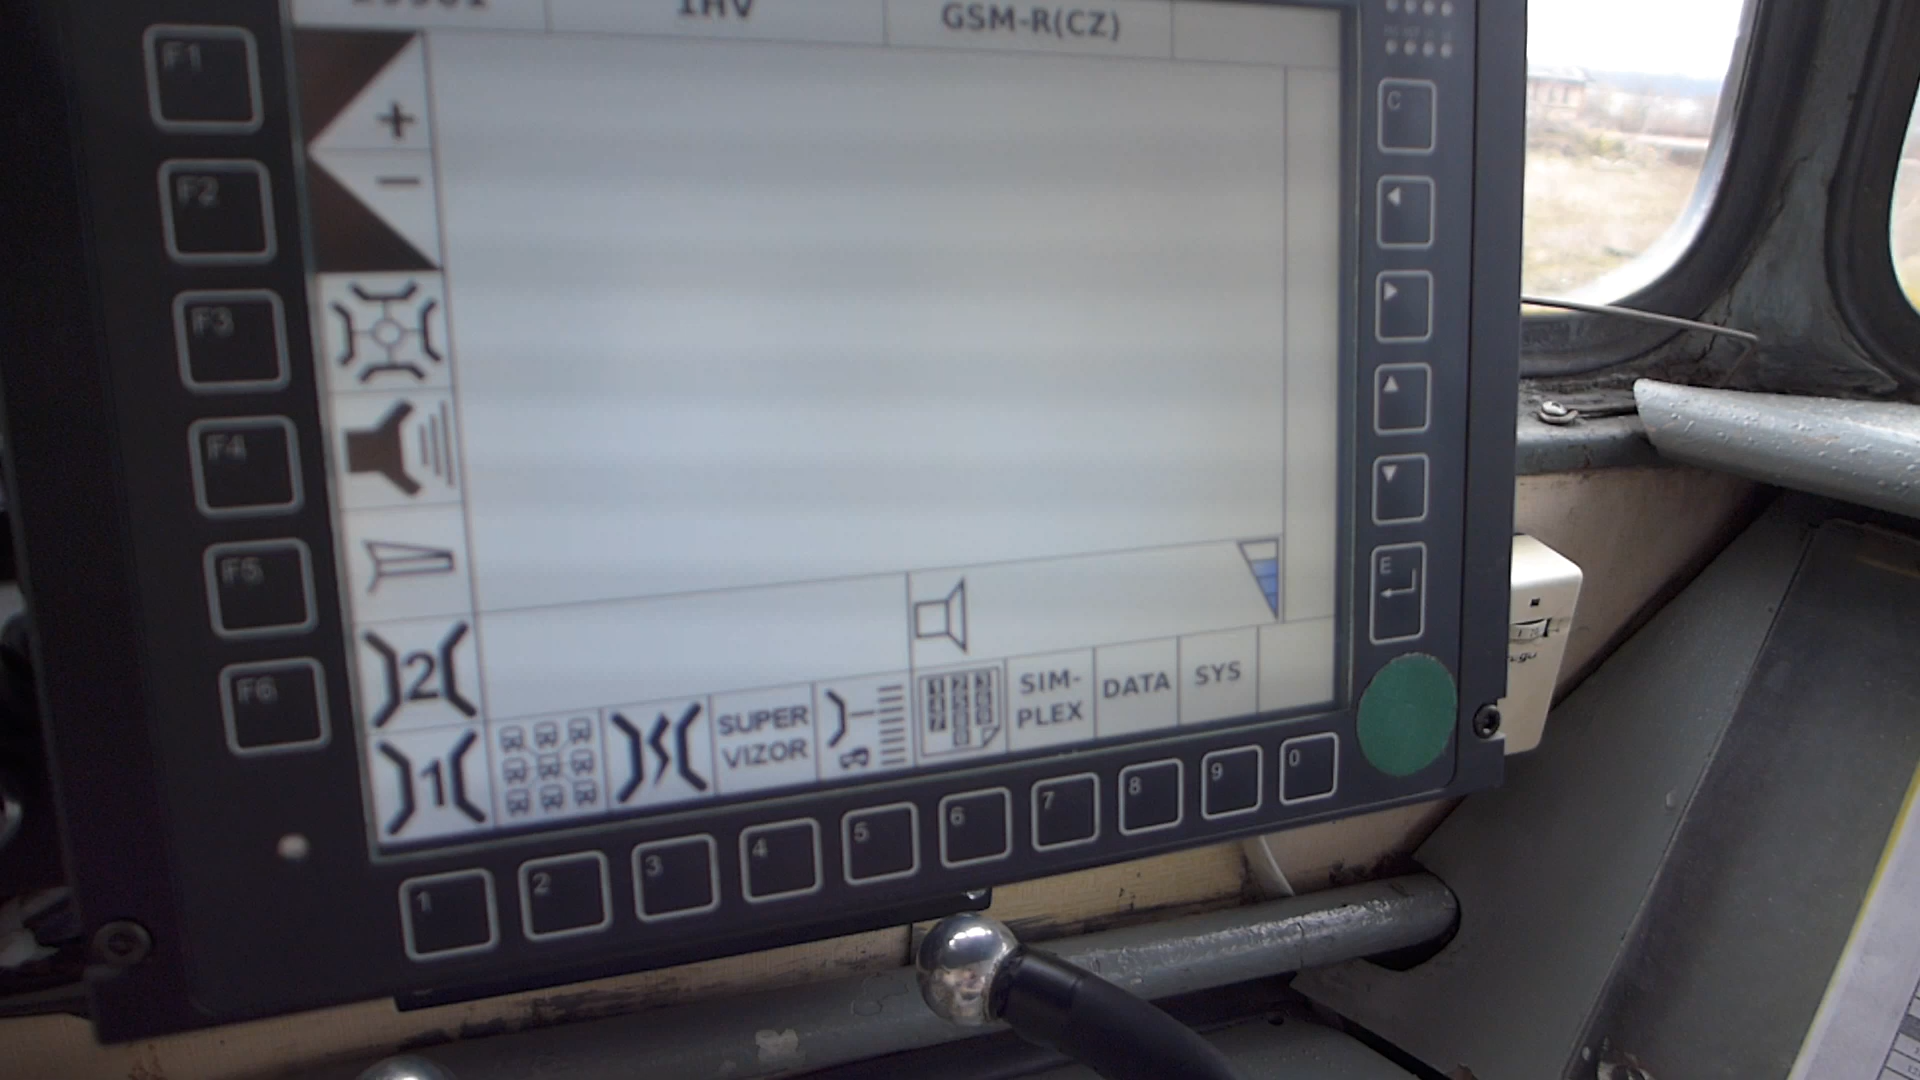 1HV
GSM-R(CZ)
F1
+
C
F2
−
F3
F4
F5
E
F6
2
1
SUPER
VIZOR
SIM-
PLEX
DATA
SYS
1
2
3
4
5
6
7
8
9
0